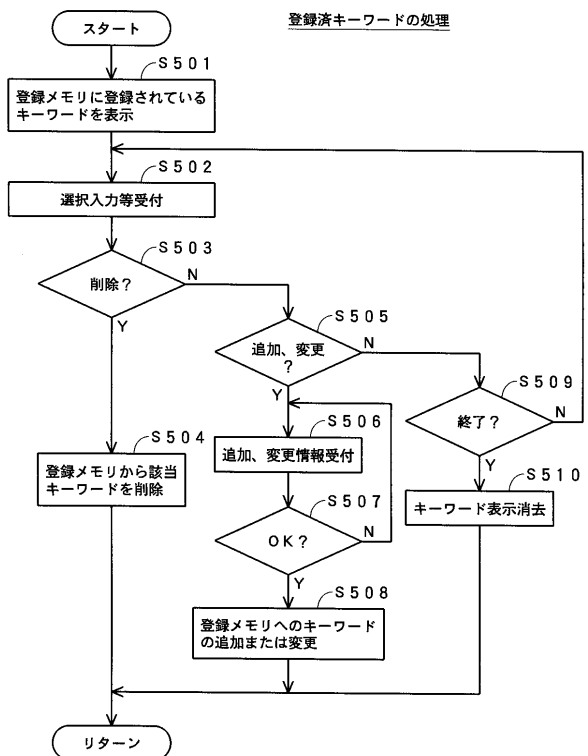 登録済キーワードの処理
スタート
S501
登録メモリに登録されている
キーワードを表示
S502
選択入力等受付
S503
削除?
N
Y
S505
追加、変更
?
N
Y
S509
終了?
N
Y
S504
登録メモリから該当
キーワードを削除
S506
追加、変更情報受付
S510
キーワード表示消去
S507
OK?
N
Y
S508
登録メモリへのキーワード
の追加または変更
リターン